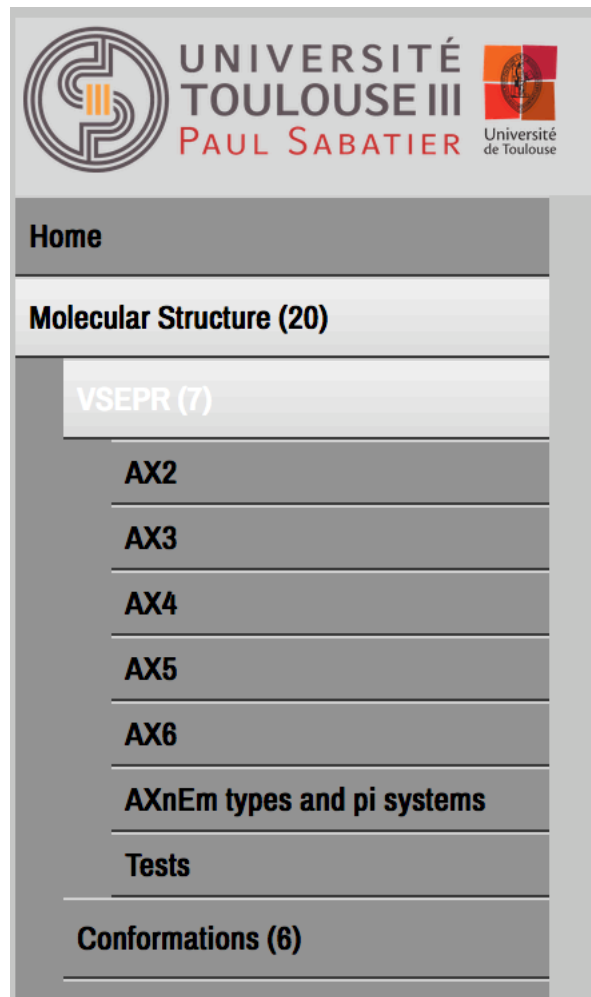 UNIVERSITÉ
TOULOUSE III
PAUL SABATIER
Université
de Toulouse
Home
Molecular Structure (20)
VSEPR (7)
AX2
AX3
AX4
AX5
AX6
AXnEm types and pi systems
Tests
Conformations (6)